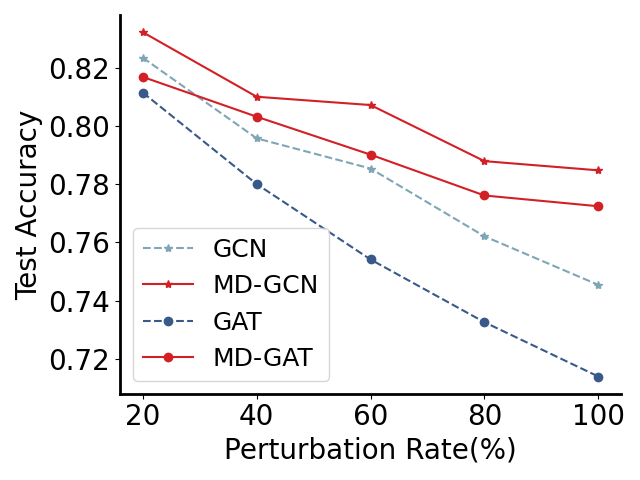 Test Accuracy
0.82
0.80
0.78
0.76
0.74
0.72
GCN
MD-GCN
GAT
MD-GAT
20 40 60 80 100
Perturbation Rate(%)